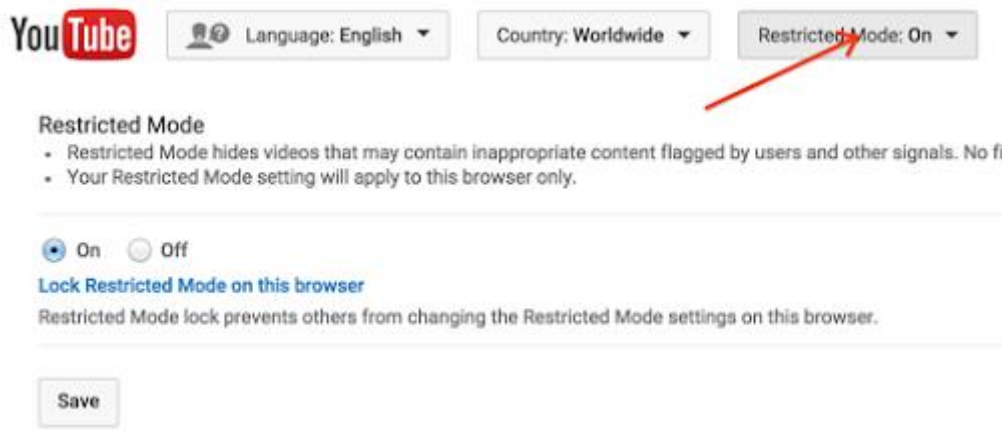 YouTube Language: English Country: Worldwide Restricted Mode: On
Restricted Mode
• Restricted Mode hides videos that may contain inappropriate content flagged by users and other signals. No
• Your Restricted Mode setting will apply to this browser only.
On Off
Lock Restricted Mode on this browser
Restricted Mode lock prevents others from changing the Restricted Mode settings on this browser.
Save